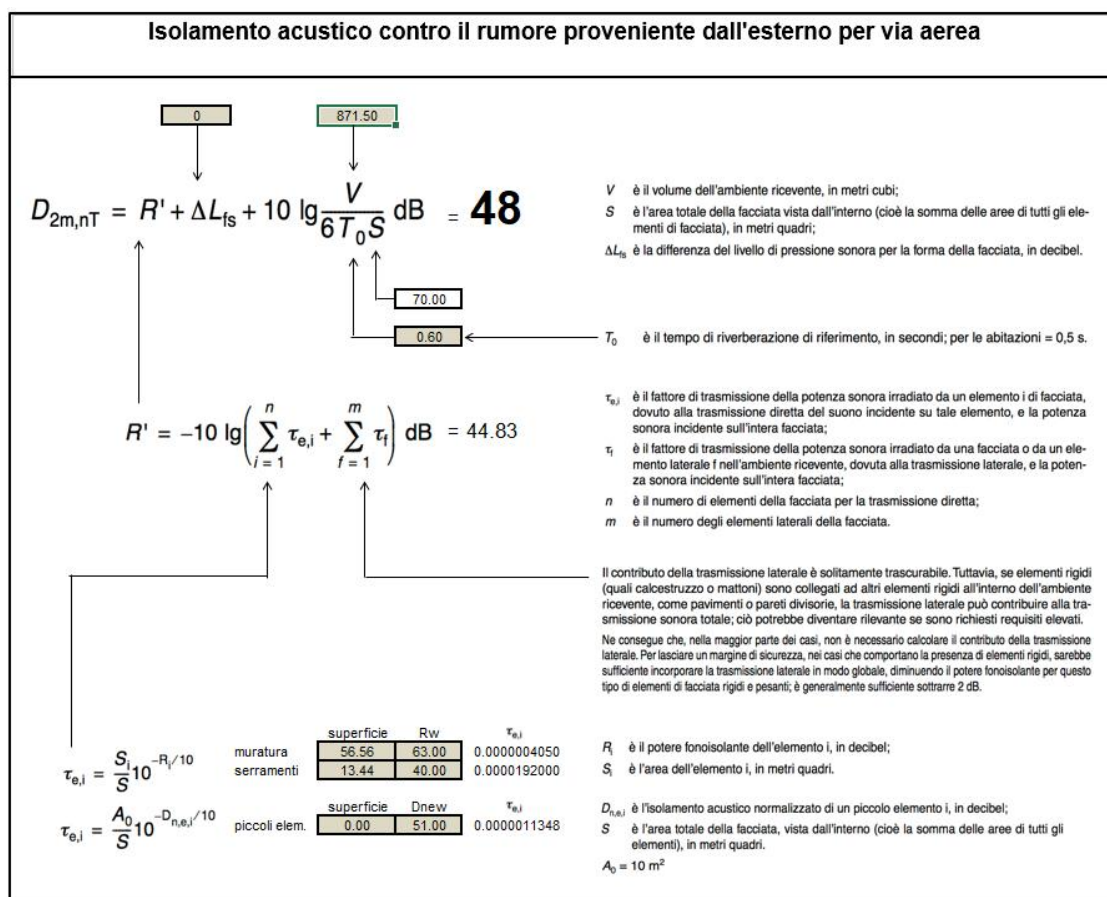 Isolamento acustico contro il rumore proveniente dall'esterno per via aerea
0
871.50
D2m,nT = R' + ΔLfs + 10 lg V/6T0S dB = 48
V è il volume dell'ambiente ricevente, in metri cubi;
S è l'area totale della facciata vista dall'interno (cioè la somma delle aree di tutti gli ele-
menti di facciata), in metri quadri;
ΔLfs è la differenza del livello di pressione sonora per la forma della facciata, in decibel.
70.00
0.60
T0 è il tempo di riverberazione di riferimento, in secondi; per le abitazioni = 0,5 s.
R' = −10 lg(∑ i = 1 n τe,i + ∑ f = 1 m τf) dB = 44.83
τe,i è il fattore di trasmissione della potenza sonora irradiato da un elemento i di facciata,
dovuto alla trasmissione diretta del suono incidente su tale elemento, e la potenza
sonora incidente sull'intera facciata;
τf è il fattore di trasmissione della potenza sonora irradiato da una facciata o da un ele-
mento laterale f nell'ambiente ricevente, dovuta alla trasmissione laterale, e la poten-
za sonora incidente sull'intera facciata;
n è il numero di elementi della facciata per la trasmissione diretta;
m è il numero degli elementi laterali della facciata.
Il contributo della trasmissione laterale è solitamente trascurabile. Tuttavia, se elementi rigidi
(quali calcestruzzo o mattoni) sono collegati ad altri elementi rigidi all'interno dell'ambiente
ricevente, come pavimenti o pareti divisorie, la trasmissione laterale può contribuire alla tra-
smissione sonora totale; ciò potrebbe diventare rilevante se sono richiesti requisiti elevati.
Ne consegue che, nella maggior parte dei casi, non è necessario calcolare il contributo della trasmissione
laterale. Per lasciare un margine di sicurezza, nei casi che comportano la presenza di elementi rigidi, sarebbe
sufficiente incorporare la trasmissione laterale in modo globale, diminuendo il potere fonoisolante per questo
tipo di elementi di facciata rigidi e pesanti; è generalmente sufficiente sottrarre 2 dB.
superficie Rw τe,i
τe,i = Si/S 10^−Ri/10
muratura 56.56 63.00 0.0000004050
serramenti 13.44 40.00 0.0000192000
Ri è il potere fonoisolante dell'elemento i, in decibel;
Si è l'area dell'elemento i, in metri quadri.
superficie Dnew τe,i
τe,i = A0/S 10^−Dn,e,i/10
piccoli elem. 0.00 51.00 0.0000011348
Dn,e,i è l'isolamento acustico normalizzato di un piccolo elemento i, in decibel;
S è l'area totale della facciata, vista dall'interno (cioè la somma delle aree di tutti gli
elementi), in metri quadri.
A0 = 10 m²